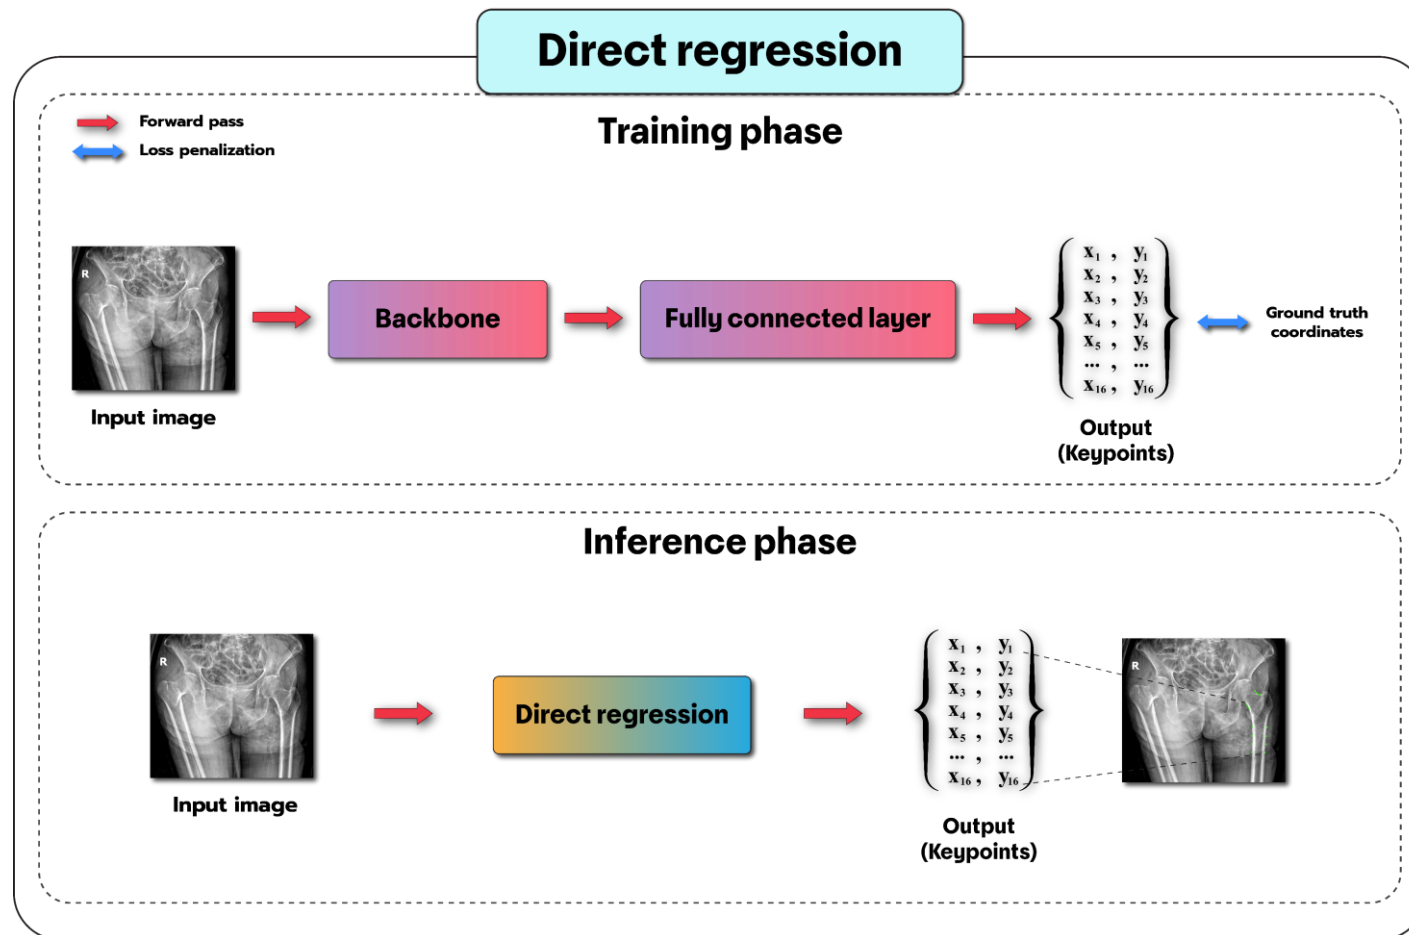 Direct regression
Training phase
Forward pass
Loss penalization
R
Input image
Backbone
Fully connected layer
x₁ , y₁
x₂ , y₂
x₃ , y₃
x₄ , y₄
x₅ , y₅
... , ...
x₁₆ , y₁₆
Output
(Keypoints)
Ground truth
coordinates
Inference phase
R
Input image
Direct regression
x₁ , y₁
x₂ , y₂
x₃ , y₃
x₄ , y₄
x₅ , y₅
... , ...
x₁₆ , y₁₆
Output
(Keypoints)
R